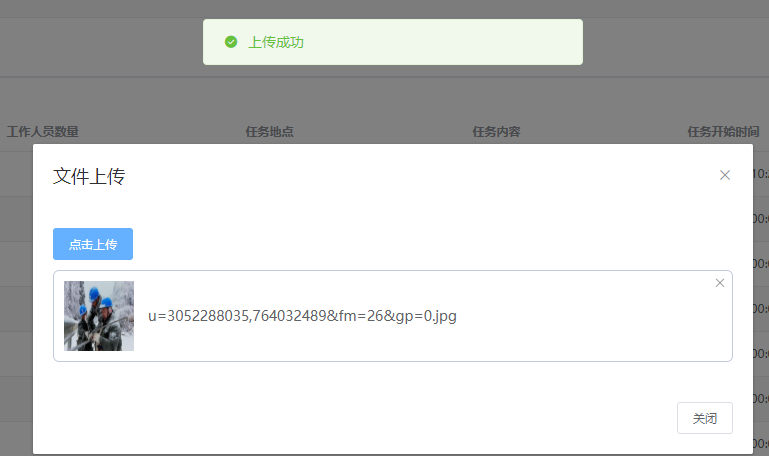 上传成功
工作人员数量 任务地点 任务内容 任务开始时间
文件上传
点击上传
u=3052288035,764032489&fm=26&gp=0.jpg
关闭